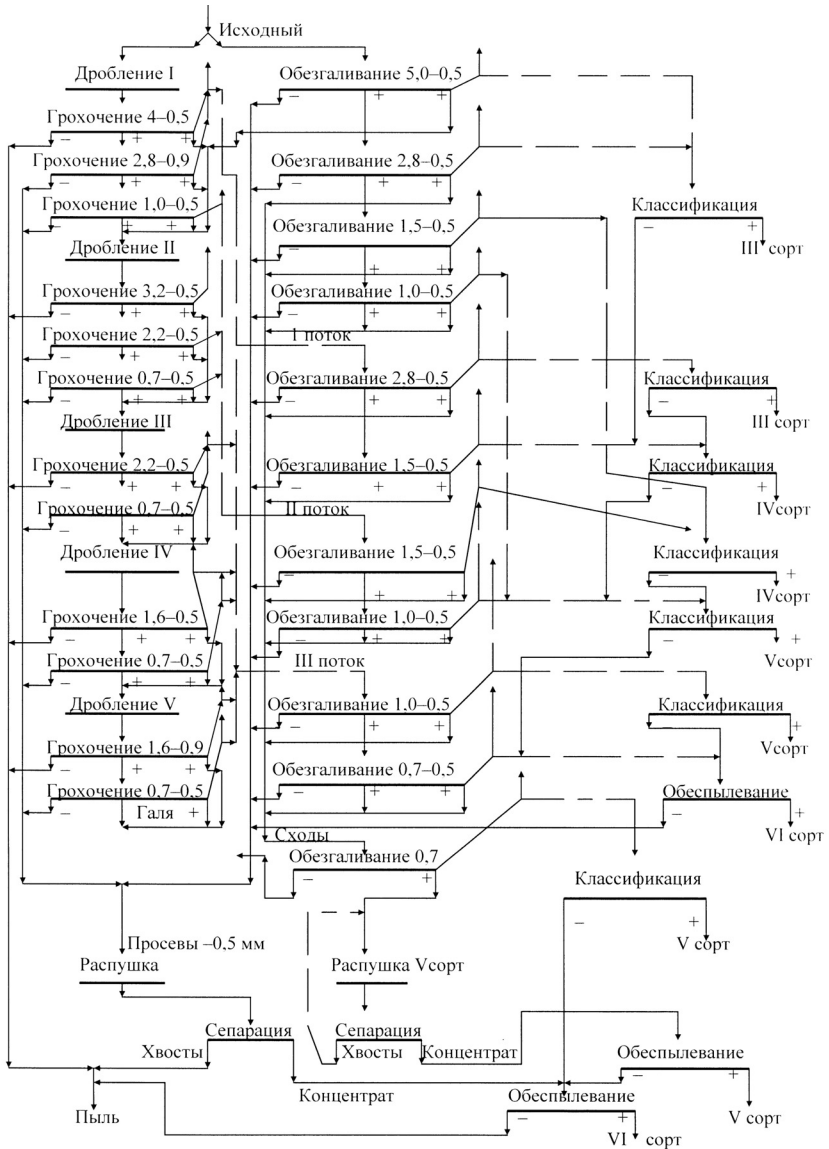 Исходный
Дробление I
Обезгаливание 5,0–0,5
– + +
Грохочение 4–0,5
– + +
Грохочение 2,8–0,9
– + +
Обезгаливание 2,8–0,5
– + +
Грохочение 1,0–0,5
– + +
Классификация
– +
III сорт
Обезгаливание 1,5–0,5
– + +
Дробление II
Грохочение 3,2–0,5
– + +
Обезгаливание 1,0–0,5
– + +
Грохочение 2,2–0,5
– + +
1 поток
Грохочение 0,7–0,5
– + +
Обезгаливание 2,8–0,5
– + +
Классификация
– +
III сорт
Дробление III
Грохочение 2,2–0,5
– + +
Обезгаливание 1,5–0,5
– + +
Классификация
– +
IVсорт
Грохочение 0,7–0,5
– + +
II поток
Дробление IV
Обезгаливание 1,5–0,5
– + +
Классификация
– +
IVсорт
Грохочение 1,6–0,5
– + +
Обезгаливание 1,0–0,5
– + +
Классификация
– +
Vсорт
Грохочение 0,7–0,5
– + +
III поток
Дробление V
Обезгаливание 1,0–0,5
– + +
Классификация
– +
Vсорт
Грохочение 1,6–0,9
– + +
Обезгаливание 0,7–0,5
– + +
Грохочение 0,7–0,5
– Галя +
Обеспылевание
– +
VI сорт
Сходы
Обезгаливание 0,7
– +
Классификация
– +
V сорт
Просевы –0,5 мм
Распушка
Распушка Vсорт
Сепарация
Хвосты
Концентрат
Сепарация
Хвосты Концентрат
Обеспылевание
– +
V сорт
Обеспылевание
– +
VI сорт
Пыль